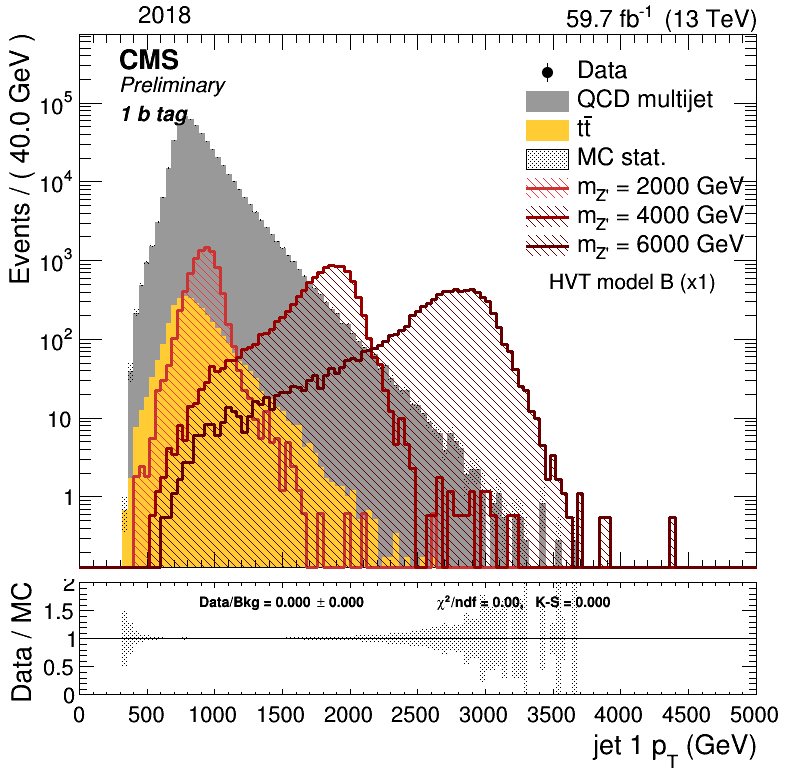 2018
59.7 fb⁻¹ (13 TeV)
Events / ( 40.0 GeV )
CMS
Preliminary
1 b tag
Data
QCD multijet
tt̄
MC stat.
m_Z' = 2000 GeV
m_Z' = 4000 GeV
m_Z' = 6000 GeV
HVT model B (x1)
10⁵
10⁴
10³
10²
10
1
Data / MC
2
1.5
1
0.5
0
Data/Bkg = 0.000 ± 0.000
χ²/ndf = 0.00, K-S = 0.000
0 500 1000 1500 2000 2500 3000 3500 4000 4500 5000
jet 1 p_T (GeV)